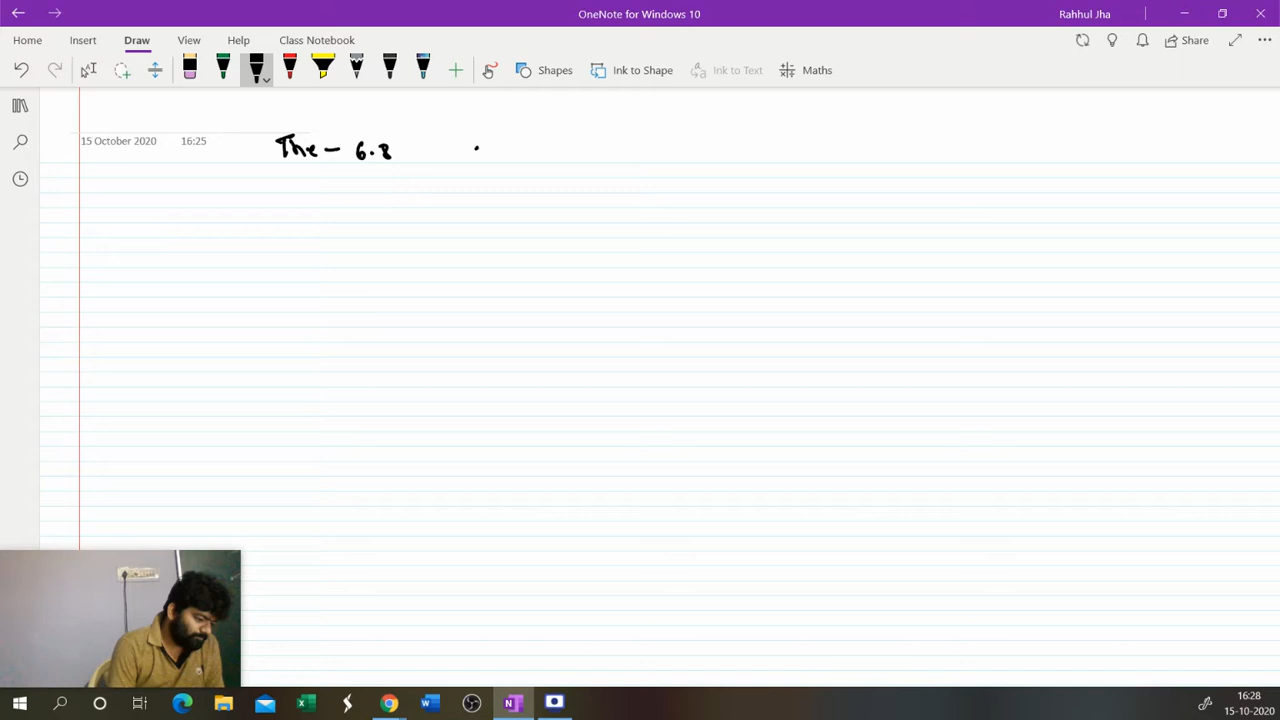 OneNote for Windows 10
Rahhul Jha
Home Insert Draw View Help Class Notebook Share
Shapes Ink to Shape Ink to Text Maths
15 October 2020 16:25
The - 6.8
16:28
15-10-2020